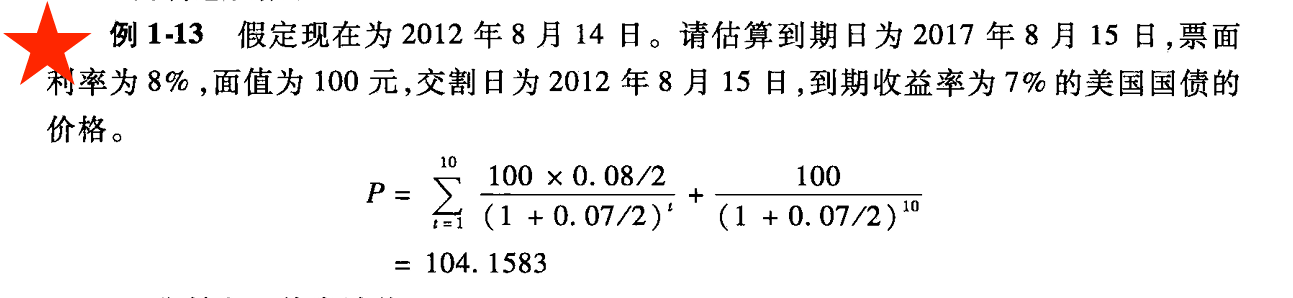 例 1-13 假定现在为 2012 年 8 月 14 日。请估算到期日为 2017 年 8 月 15 日,票面
利率为 8% ,面值为 100 元,交割日为 2012 年 8 月 15 日,到期收益率为 7% 的美国国债的
价格。
P = ∑_{t=1}^{10} \frac{100 × 0.08/2}{(1 + 0.07/2)^t} + \frac{100}{(1 + 0.07/2)^{10}}
= 104.1583